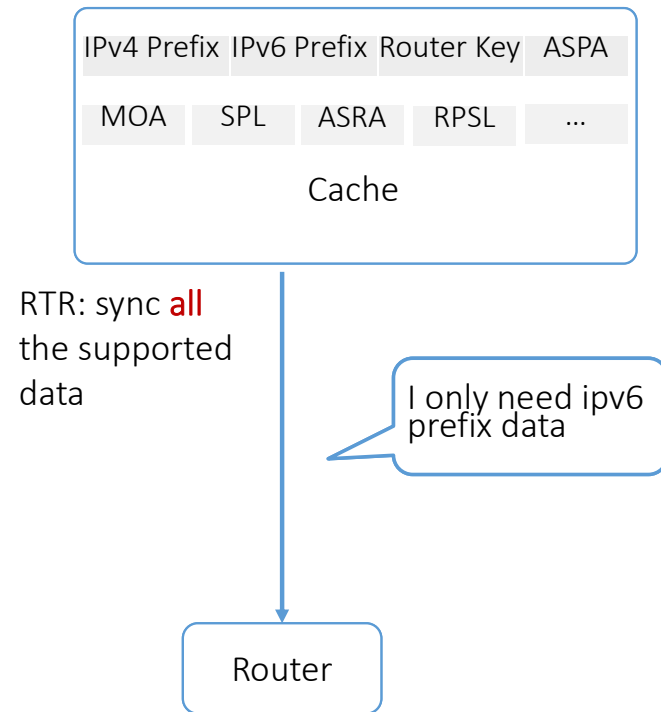 IPv4 Prefix IPv6 Prefix Router Key ASPA
MOA SPL ASRA RPSL ...
Cache
RTR: sync all
the supported
data
I only need ipv6
prefix data
Router